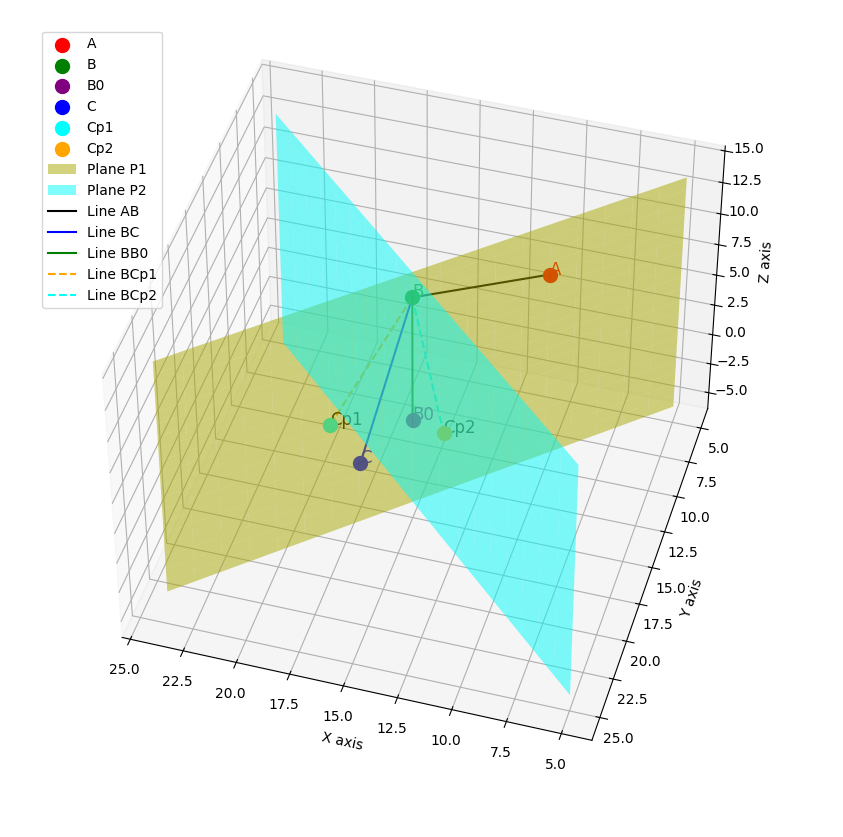 A
B
B0
C
Cp1
Cp2
Plane P1
Plane P2
Line AB
Line BC
Line BB0
Line BCp1
Line BCp2
A
B
Cp1
B0
Cp2
C
15.0
12.5
10.0
7.5
5.0
2.5
0.0
−2.5
−5.0
Z axis
5.0
7.5
10.0
12.5
15.0
17.5
20.0
22.5
25.0
Y axis
25.0
22.5
20.0
17.5
15.0
12.5
10.0
7.5
5.0
X axis